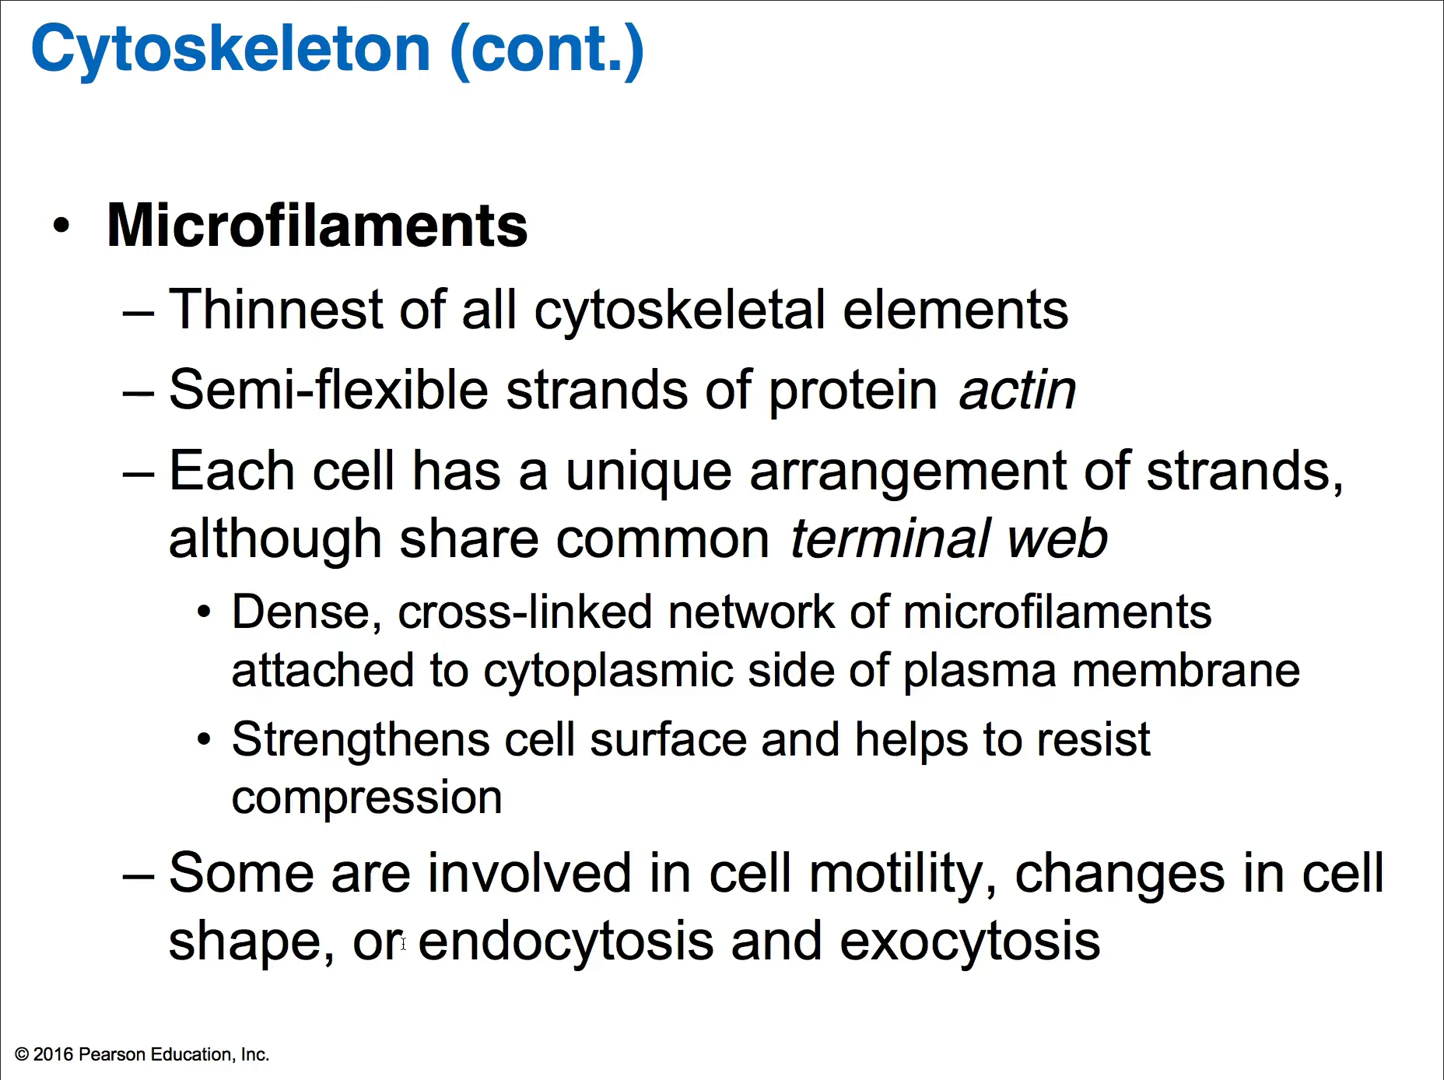 Cytoskeleton (cont.)
• Microfilaments
– Thinnest of all cytoskeletal elements
– Semi-flexible strands of protein actin
– Each cell has a unique arrangement of strands,
although share common terminal web
• Dense, cross-linked network of microfilaments
attached to cytoplasmic side of plasma membrane
• Strengthens cell surface and helps to resist
compression
– Some are involved in cell motility, changes in cell
shape, or endocytosis and exocytosis
© 2016 Pearson Education, Inc.